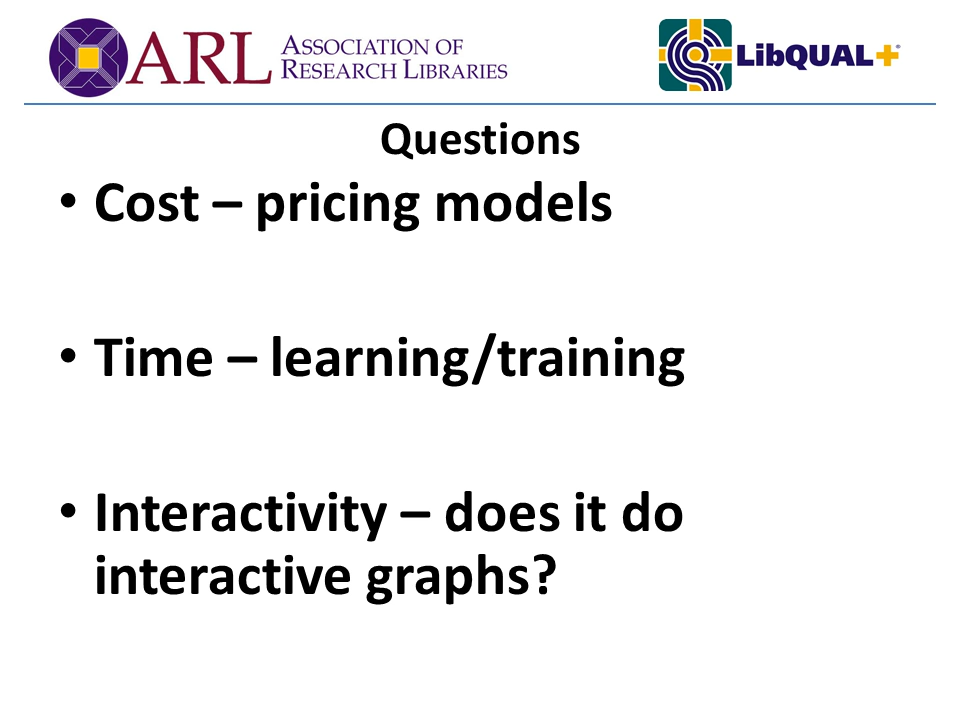 ARL ASSOCIATION OF
RESEARCH LIBRARIES
LibQUAL+®
Questions
• Cost – pricing models
• Time – learning/training
• Interactivity – does it do
interactive graphs?